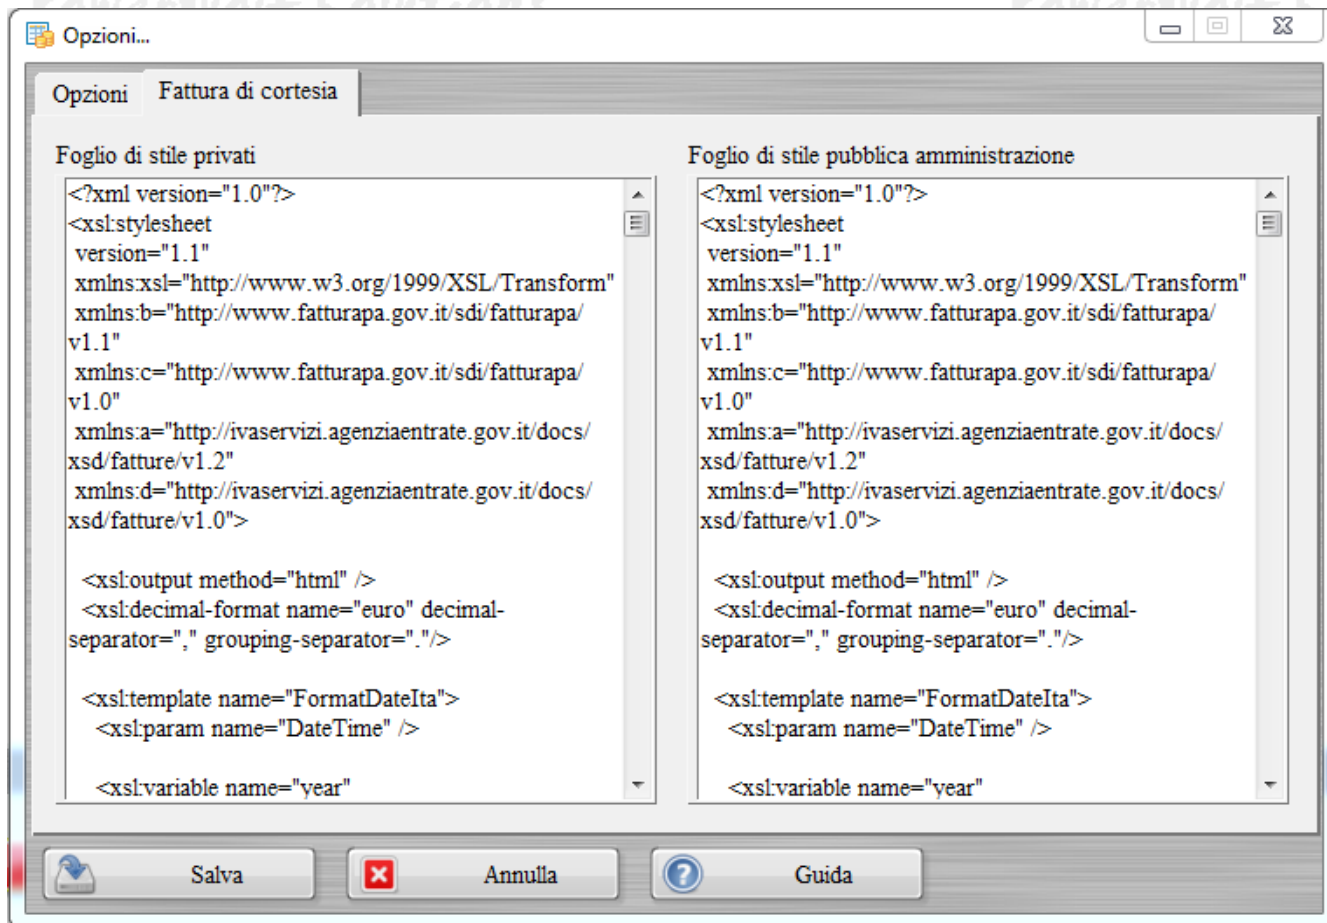 Opzioni...
Opzioni
Fattura di cortesia
Foglio di stile privati
<?xml version="1.0"?>
<xsl:stylesheet
version="1.1"
xmlns:xsl="http://www.w3.org/1999/XSL/Transform"
xmlns:b="http://www.fatturapa.gov.it/sdi/fatturapa/
v1.1"
xmlns:c="http://www.fatturapa.gov.it/sdi/fatturapa/
v1.0"
xmlns:a="http://ivaservizi.agenziaentrate.gov.it/docs/
xsd/fatture/v1.2"
xmlns:d="http://ivaservizi.agenziaentrate.gov.it/docs/
xsd/fatture/v1.0">
<xsl:output method="html" />
<xsl:decimal-format name="euro" decimal-
separator="," grouping-separator="."/>
<xsl:template name="FormatDateIta">
<xsl:param name="DateTime" />
<xsl:variable name="year"
Foglio di stile pubblica amministrazione
<?xml version="1.0"?>
<xsl:stylesheet
version="1.1"
xmlns:xsl="http://www.w3.org/1999/XSL/Transform"
xmlns:b="http://www.fatturapa.gov.it/sdi/fatturapa/
v1.1"
xmlns:c="http://www.fatturapa.gov.it/sdi/fatturapa/
v1.0"
xmlns:a="http://ivaservizi.agenziaentrate.gov.it/docs/
xsd/fatture/v1.2"
xmlns:d="http://ivaservizi.agenziaentrate.gov.it/docs/
xsd/fatture/v1.0">
<xsl:output method="html" />
<xsl:decimal-format name="euro" decimal-
separator="," grouping-separator="."/>
<xsl:template name="FormatDateIta">
<xsl:param name="DateTime" />
<xsl:variable name="year"
Salva
Annulla
Guida